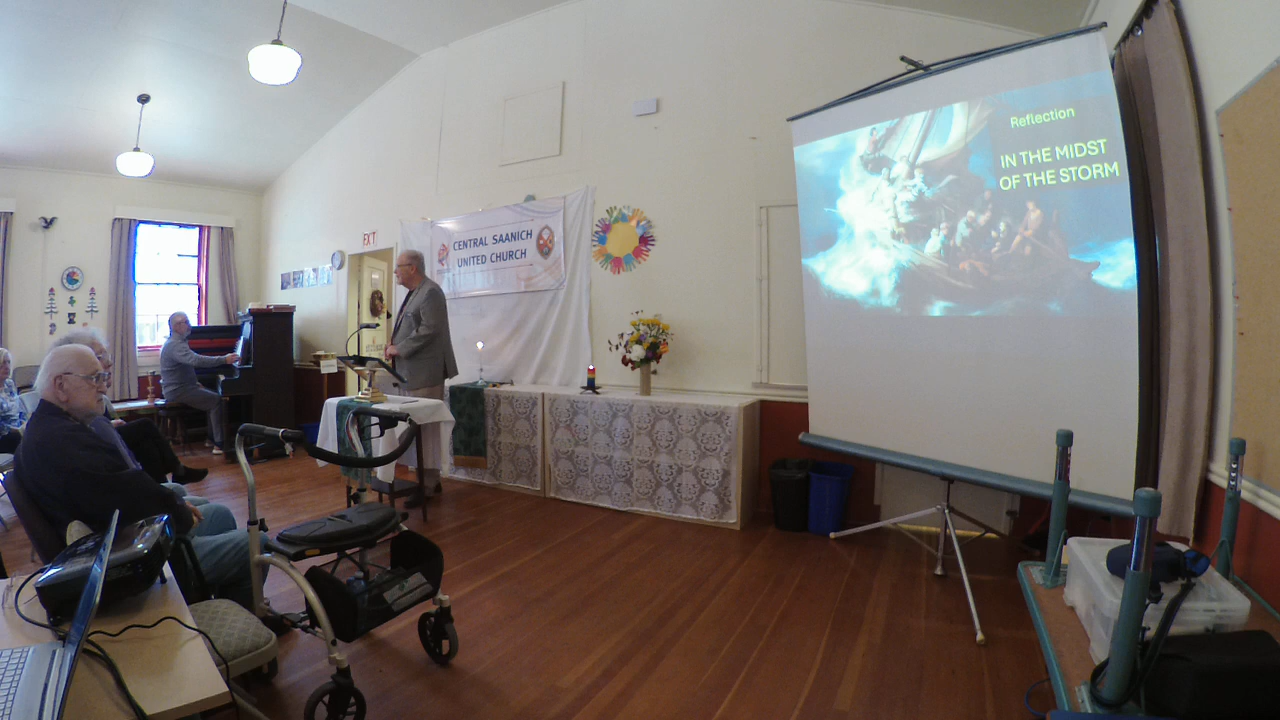 EXIT
CENTRAL SAANICH
UNITED CHURCH
Reflection
IN THE MIDST
OF THE STORM